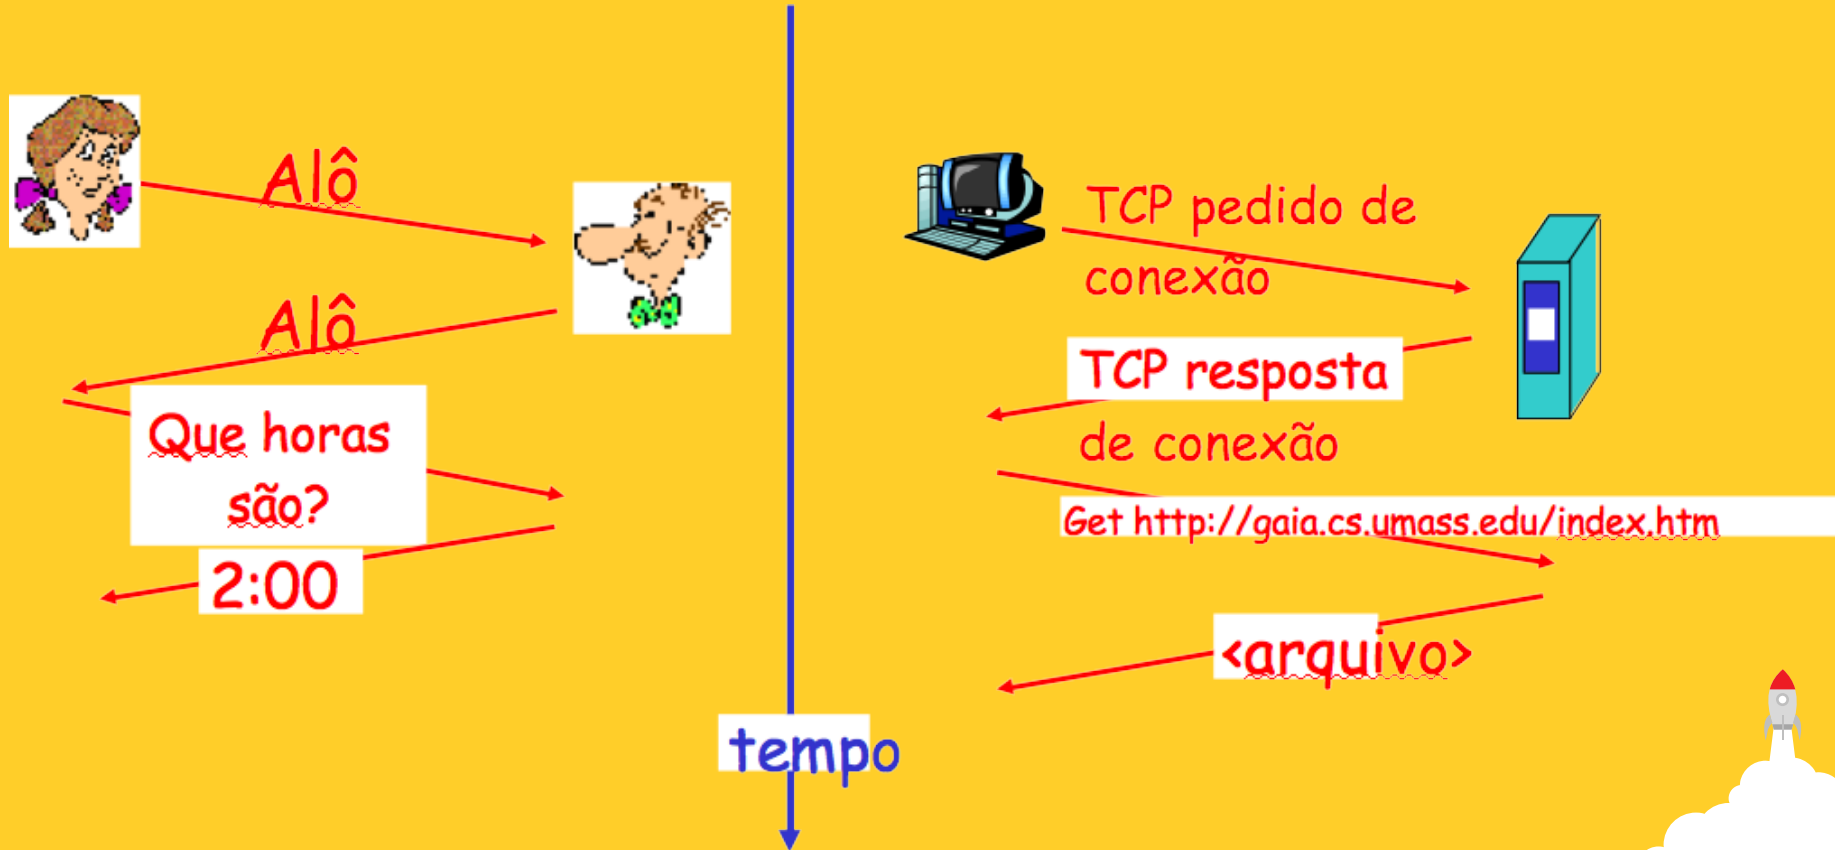 Alô
Alô
Que horas
são?
2:00
tempo
TCP pedido de
conexão
TCP resposta
de conexão
Get http://gaia.cs.umass.edu/index.htm
<arquivo>